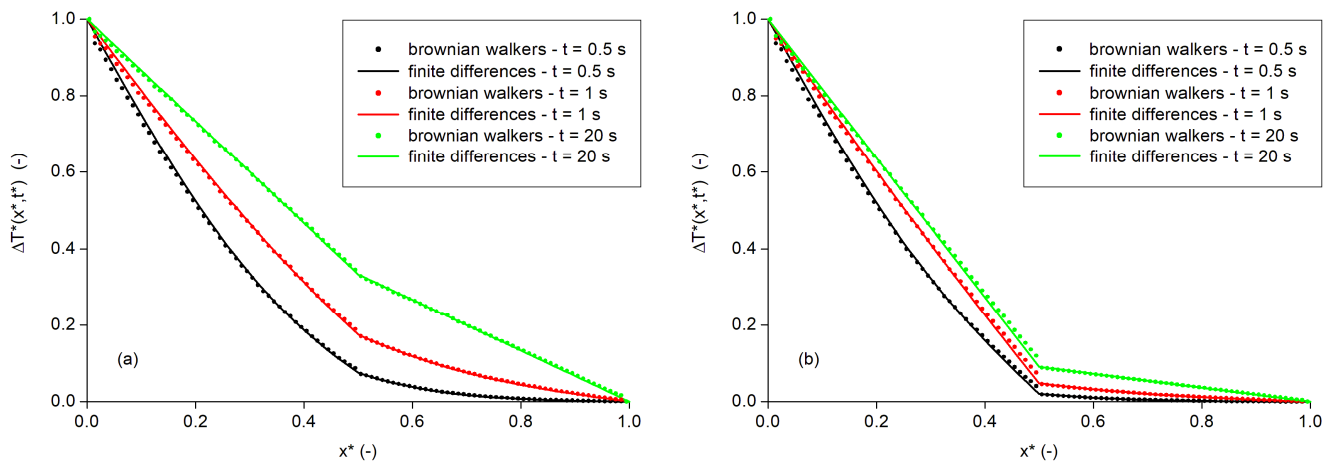 1.0
0.8
0.6
0.4
0.2
0.0
ΔT*(x*,t*) (-)
brownian walkers - t = 0.5 s
finite differences - t = 0.5 s
brownian walkers - t = 1 s
finite differences - t = 1 s
brownian walkers - t = 20 s
finite differences - t = 20 s
(a)
0.0 0.2 0.4 0.6 0.8 1.0
x* (-)
1.0
0.8
0.6
0.4
0.2
0.0
ΔT*(x*,t*) (-)
brownian walkers - t = 0.5 s
finite differences - t = 0.5 s
brownian walkers - t = 1 s
finite differences - t = 1 s
brownian walkers - t = 20 s
finite differences - t = 20 s
(b)
0.0 0.2 0.4 0.6 0.8 1.0
x* (-)